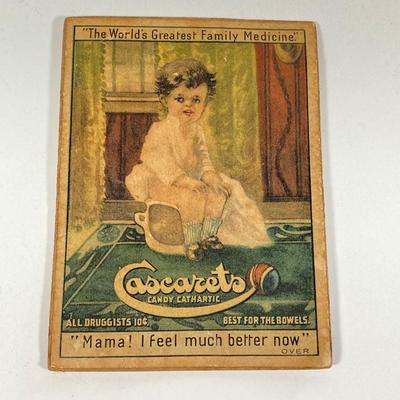 "The World's Greatest Family Medicine."
Cascarets
CANDY CATHARTIC
ALL DRUGGISTS 10¢. BEST FOR THE BOWELS.
"Mama! I feel much better now"
OVER